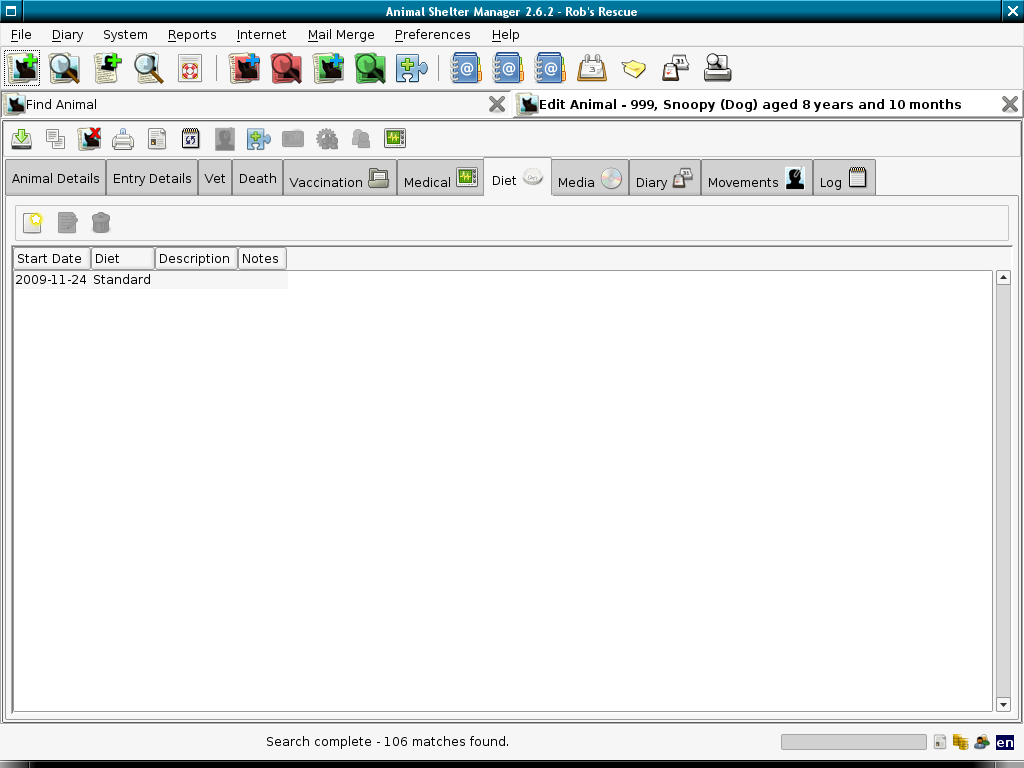 Animal Shelter Manager 2.6.2 - Rob's Rescue
File Diary System Reports Internet Mail Merge Preferences Help
Find Animal Edit Animal - 999, Snoopy (Dog) aged 8 years and 10 months
Animal Details Entry Details Vet Death Vaccination Medical Diet Media Diary Movements Log
Start Date Diet Description Notes
2009-11-24 Standard
Search complete - 106 matches found. en